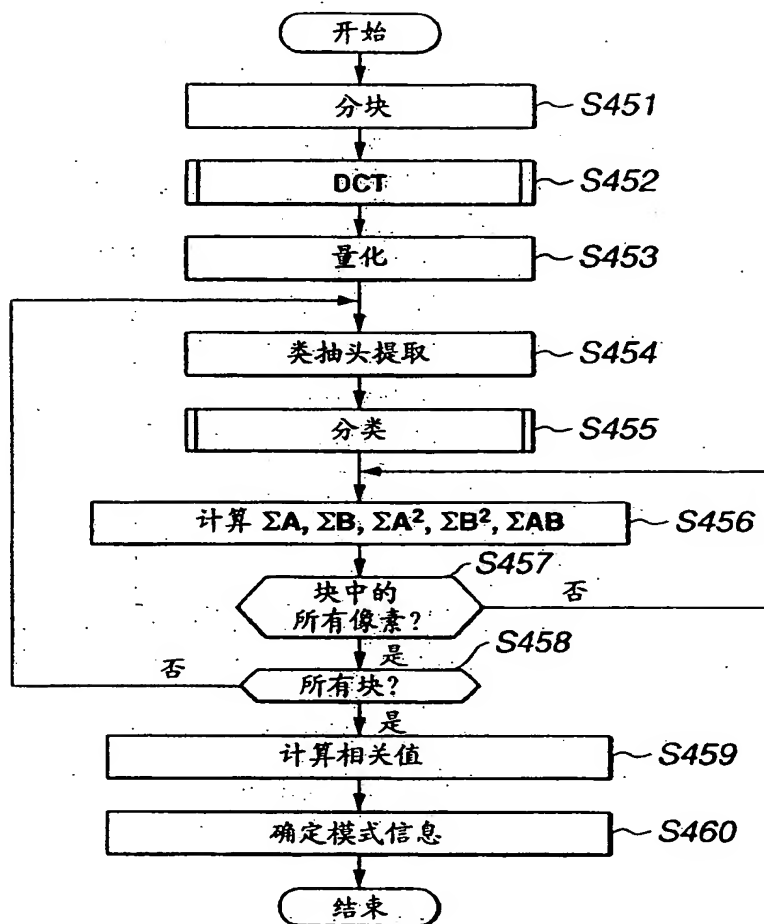 开始
分块 S451
DCT S452
量化 S453
类抽头提取 S454
分类 S455
计算 ΣA, ΣB, ΣA², ΣB², ΣAB S456
S457
块中的
所有像素?
否
是
S458
所有块?
否
是
计算相关值 S459
确定模式信息 S460
结束